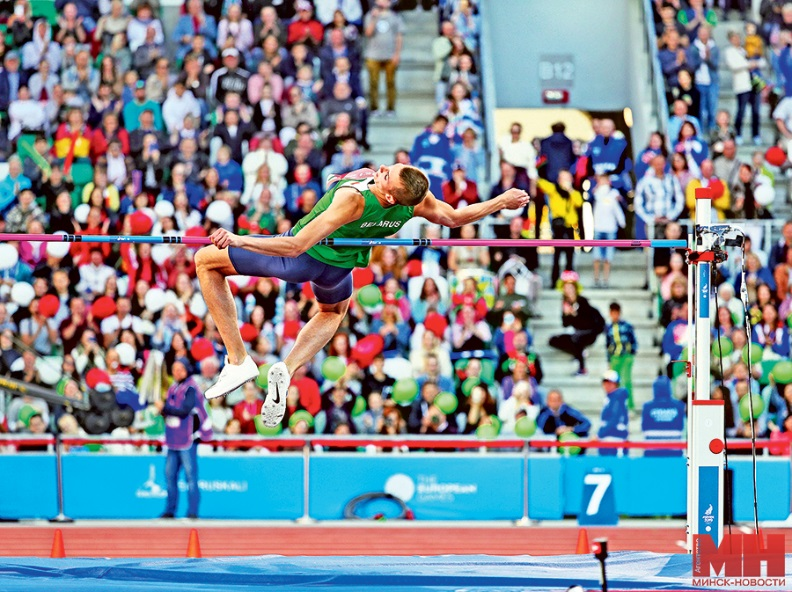 B12
BELARUS
THE
EUROPEAN
GAMES
7
МН
МИНСК-НОВОСТИ